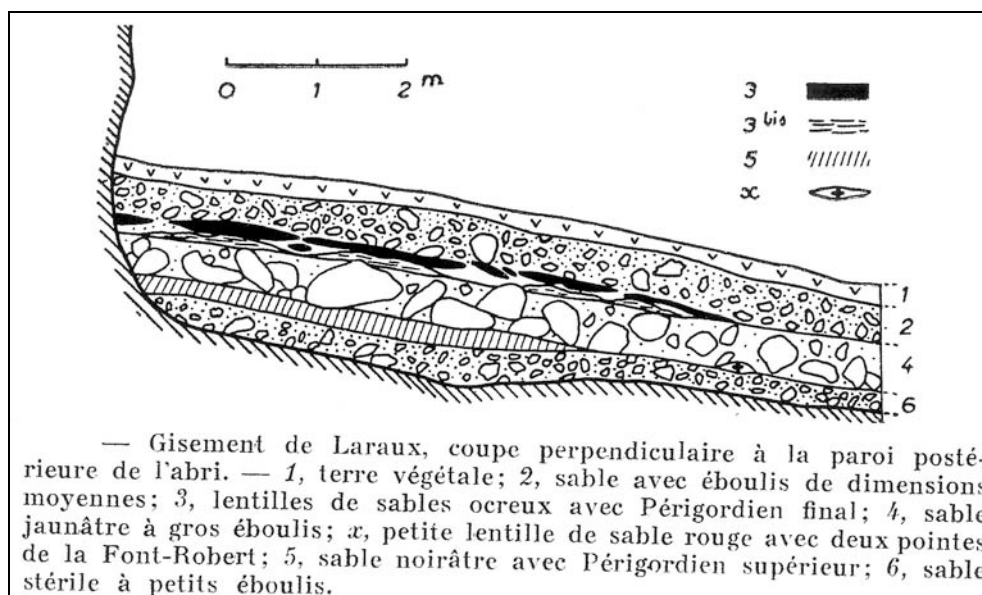 0 1 2 m
3
3 bis
5
x
1
2
4
6
8
— Gisement de Laraux, coupe perpendiculaire à la paroi posté-
rieure de l'abri. — 1, terre végétale; 2, sable avec éboulis de dimensions
moyennes; 3, lentilles de sables ocreux avec Périgordien final; 4, sable
jaunâtre à gros éboulis; x, petite lentille de sable rouge avec deux pointes
de la Font-Robert; 5, sable noirâtre avec Périgordien supérieur; 6, sable
stérile à petits éboulis.